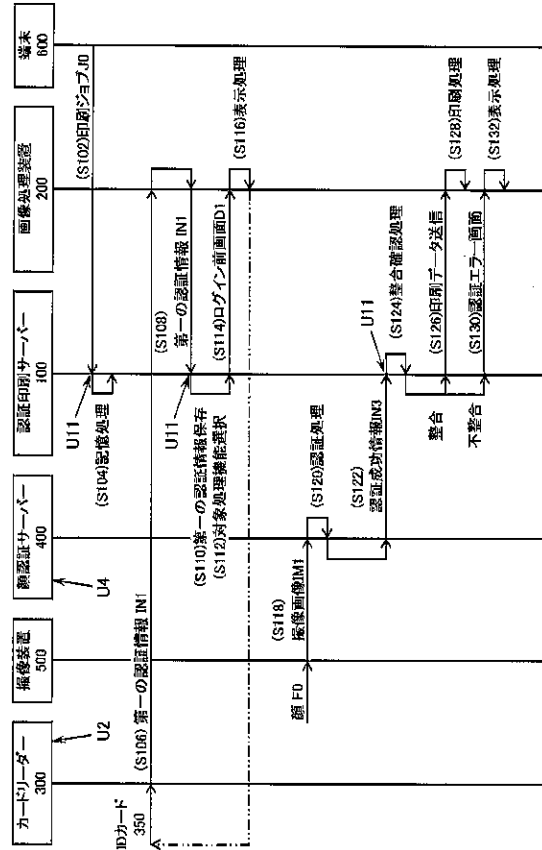 カードリーダー
300
撮像装置
500
顔認証サーバー
400
認証印刷サーバー
100
画像処理装置
200
端末
600
U2
U4
(S102)印刷ジョブJ0
U11
(S104)記憶処理
IDカード
350
(S106) 第一の認証情報 IN1
(S108)
第一の認証情報 IN1
U11
(S110)第一の認証情報保存
(S112)対象処理機能選択
(S114)ログイン前画面D1
(S116)表示処理
顔 F0
(S118)
撮像画像IM1
(S120)認証処理
(S122)
認証成功情報IN3
U11
(S124)整合確認処理
整合
(S126)印刷データ送信
(S128)印刷処理
不整合
(S130)認証エラー画面
(S132)表示処理